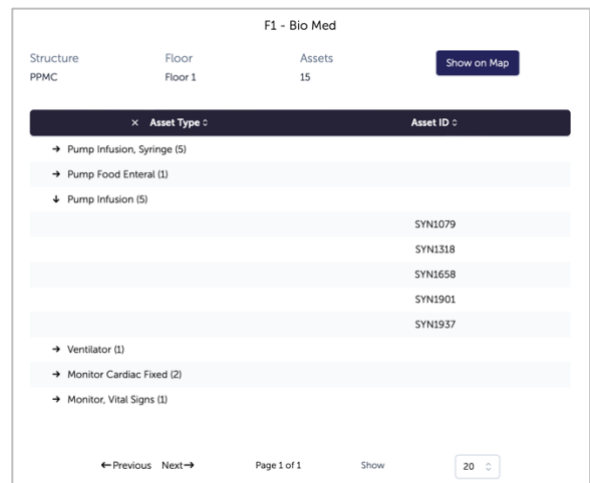 F1 - Bio Med
Structure Floor Assets Show on Map
PPMC Floor 1 15
× Asset Type Asset ID
→ Pump Infusion, Syringe (5)
→ Pump Food Enteral (1)
↓ Pump Infusion (5)
SYN1079
SYN1318
SYN1658
SYN1901
SYN1937
→ Ventilator (1)
→ Monitor Cardiac Fixed (2)
→ Monitor, Vital Signs (1)
←Previous Next→ Page 1 of 1 Show 20